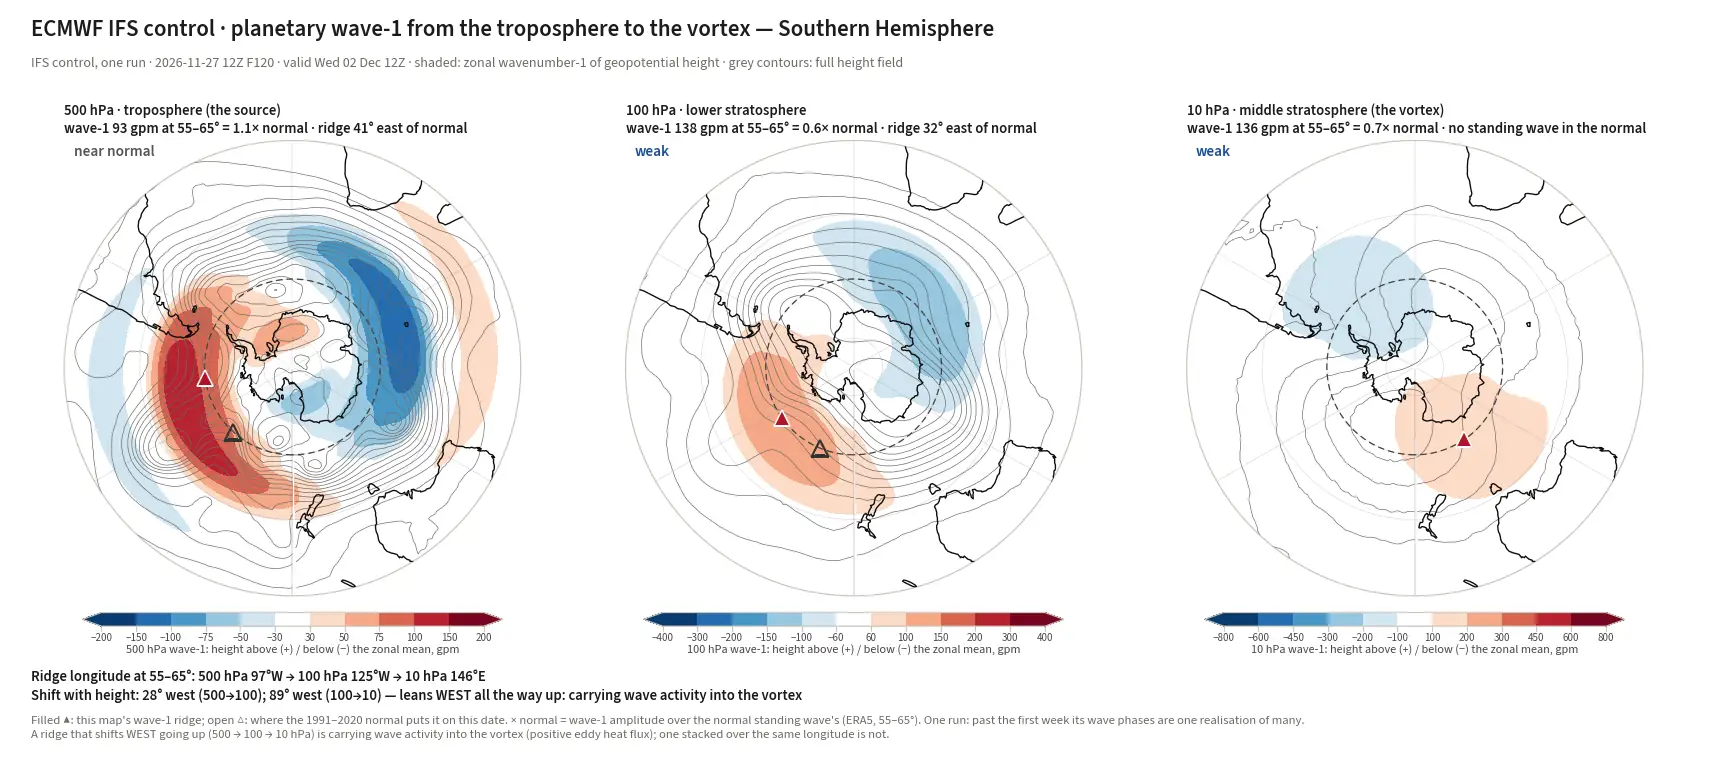 ECMWF IFS control · planetary wave-1 from the troposphere to the vortex — Southern Hemisphere
IFS control, one run · 2026-11-27 12Z F120 · valid Wed 02 Dec 12Z · shaded: zonal wavenumber-1 of geopotential height · grey contours: full height field
500 hPa · troposphere (the source)
wave-1 93 gpm at 55–65° = 1.1× normal · ridge 41° east of normal
near normal
100 hPa · lower stratosphere
wave-1 138 gpm at 55–65° = 0.6× normal · ridge 32° east of normal
weak
10 hPa · middle stratosphere (the vortex)
wave-1 136 gpm at 55–65° = 0.7× normal · no standing wave in the normal
weak
−200 −150 −100 −75 −50 −30 30 50 75 100 150 200
500 hPa wave-1: height above (+) / below (−) the zonal mean, gpm
−400 −300 −200 −150 −100 −60 60 100 150 200 300 400
100 hPa wave-1: height above (+) / below (−) the zonal mean, gpm
−800 −600 −450 −300 −200 −100 100 200 300 450 600 800
10 hPa wave-1: height above (+) / below (−) the zonal mean, gpm
Ridge longitude at 55–65°: 500 hPa 97°W → 100 hPa 125°W → 10 hPa 146°E
Shift with height: 28° west (500→100); 89° west (100→10) — leans WEST all the way up: carrying wave activity into the vortex
Filled ▲: this map's wave-1 ridge; open △: where the 1991–2020 normal puts it on this date. × normal = wave-1 amplitude over the normal standing wave's (ERA5, 55–65°). One run: past the first week its wave phases are one realisation of many.
A ridge that shifts WEST going up (500 → 100 → 10 hPa) is carrying wave activity into the vortex (positive eddy heat flux); one stacked over the same longitude is not.